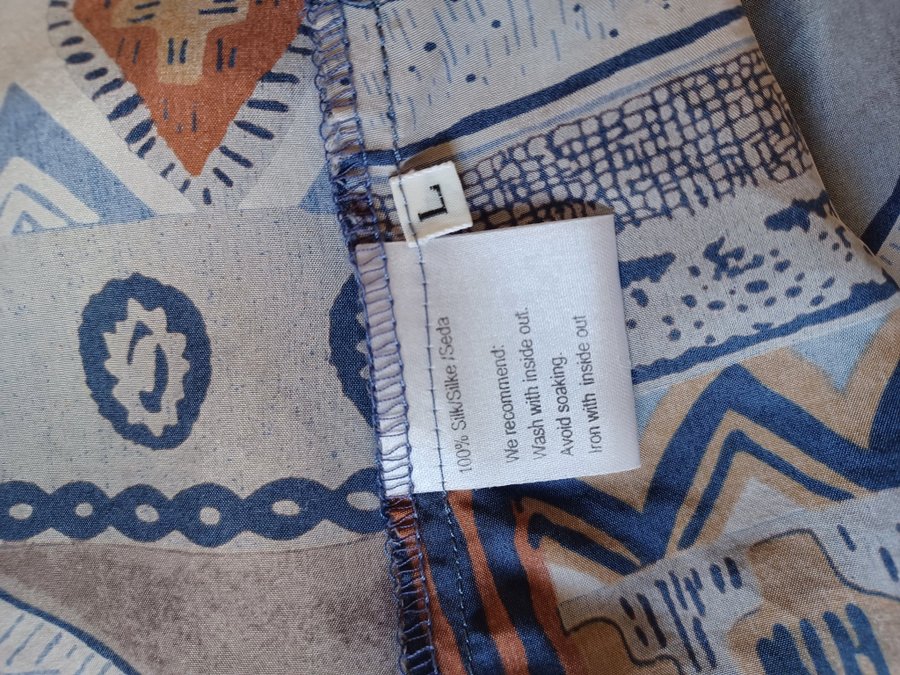 L
100% Silk/Silke /Seda
We recommend:
Wash with inside out.
Avoid soaking.
Iron with inside out